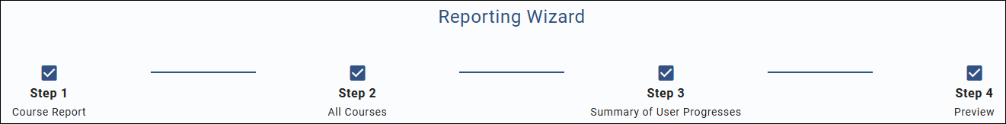 Reporting Wizard
Step 1
Step 2
Step 3
Step 4
Course Report
All Courses
Summary of User Progresses
Preview